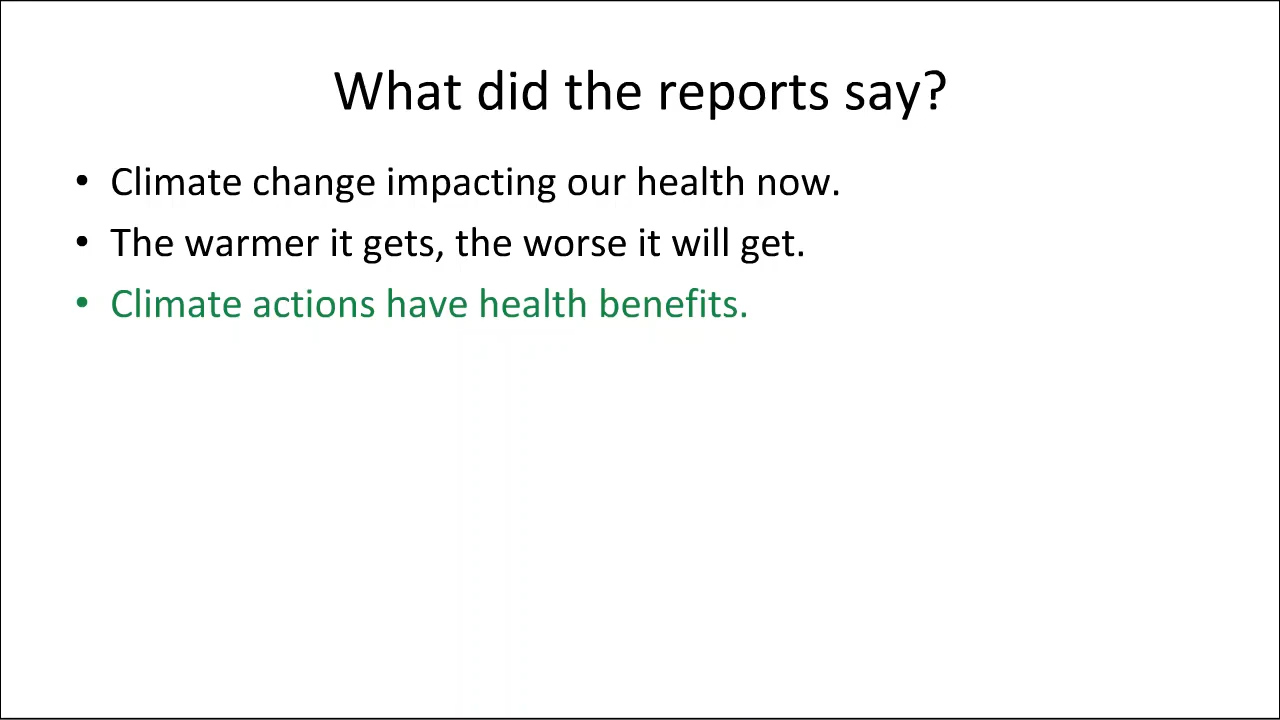 What did the reports say?
• Climate change impacting our health now.
• The warmer it gets, the worse it will get.
• Climate actions have health benefits.